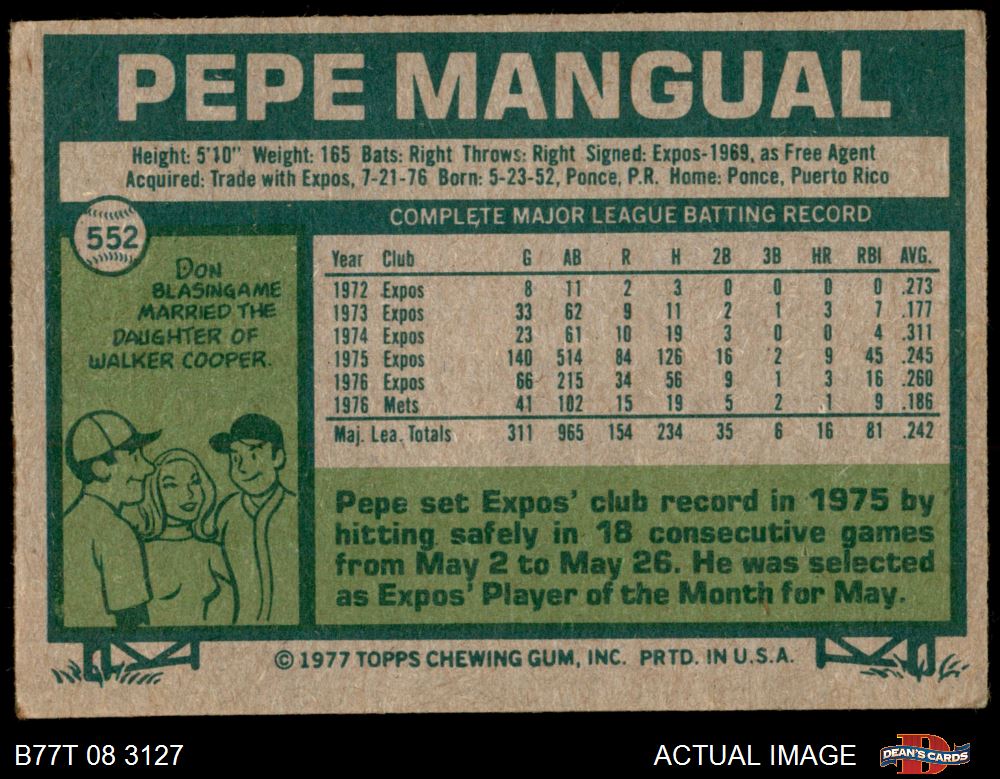 PEPE MANGUAL
Height: 5'10" Weight: 165 Bats: Right Throws: Right Signed: Expos-1969, as Free Agent
Acquired: Trade with Expos, 7-21-76 Born: 5-23-52, Ponce, P.R. Home: Ponce, Puerto Rico
552
COMPLETE MAJOR LEAGUE BATTING RECORD
DON
BLASINGAME
MARRIED THE
DAUGHTER OF
WALKER COOPER.
Year Club G AB R H 2B 3B HR RBI AVG.
1972 Expos 8 11 2 3 0 0 0 0 .273
1973 Expos 33 62 9 11 2 1 3 7 .177
1974 Expos 23 61 10 19 3 0 0 4 .311
1975 Expos 140 514 84 126 16 2 9 45 .245
1976 Expos 66 215 34 56 9 1 3 16 .260
1976 Mets 41 102 15 19 5 2 1 9 .186
Maj. Lea. Totals 311 965 154 234 35 6 16 81 .242
Pepe set Expos' club record in 1975 by
hitting safely in 18 consecutive games
from May 2 to May 26. He was selected
as Expos' Player of the Month for May.
© 1977 TOPPS CHEWING GUM, INC. PRTD. IN U.S.A.
B77T 08 3127
ACTUAL IMAGE
DEAN'S CARDS